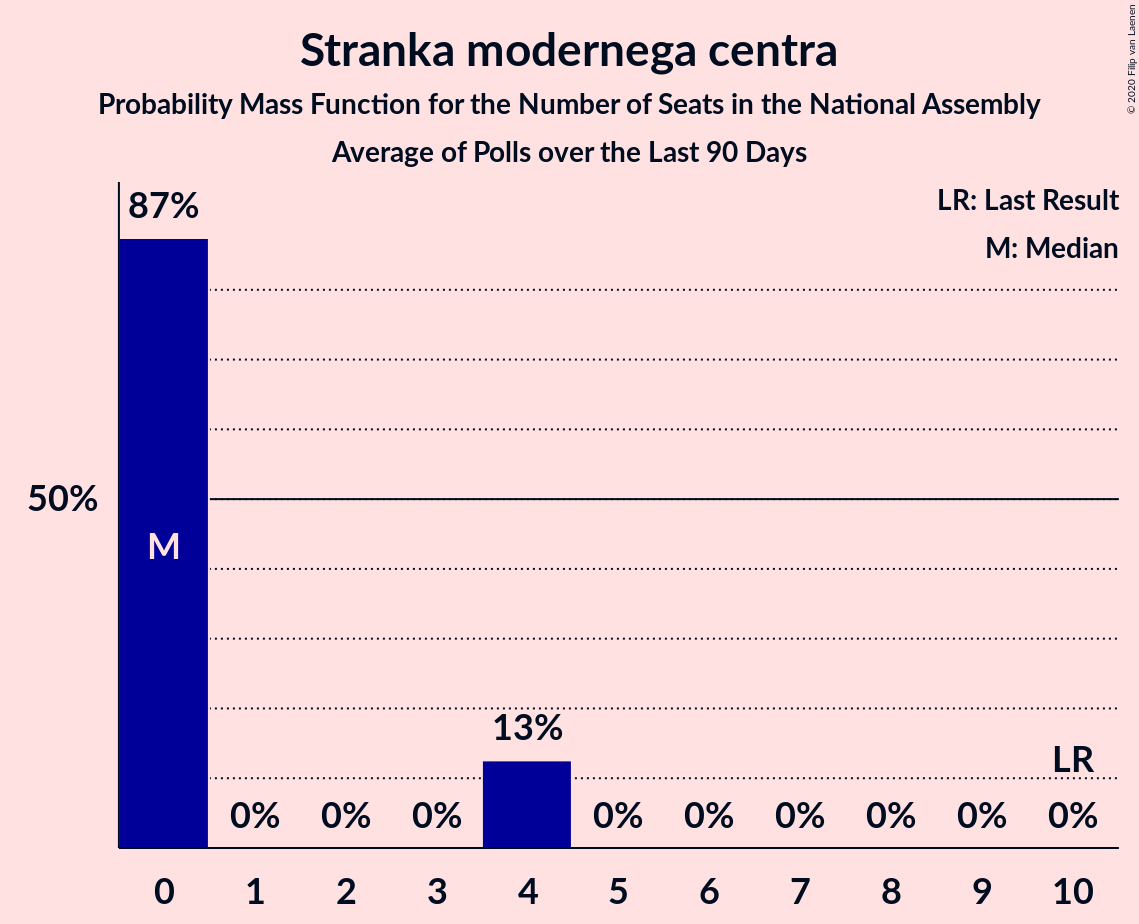 Stranka modernega centra
Probability Mass Function for the Number of Seats in the National Assembly
Average of Polls over the Last 90 Days
© 2020 Filip van Laenen
LR: Last Result
M: Median
87%
50%
M
13%
LR
0% 0% 0% 0% 0% 0% 0% 0% 0%
0 1 2 3 4 5 6 7 8 9 10